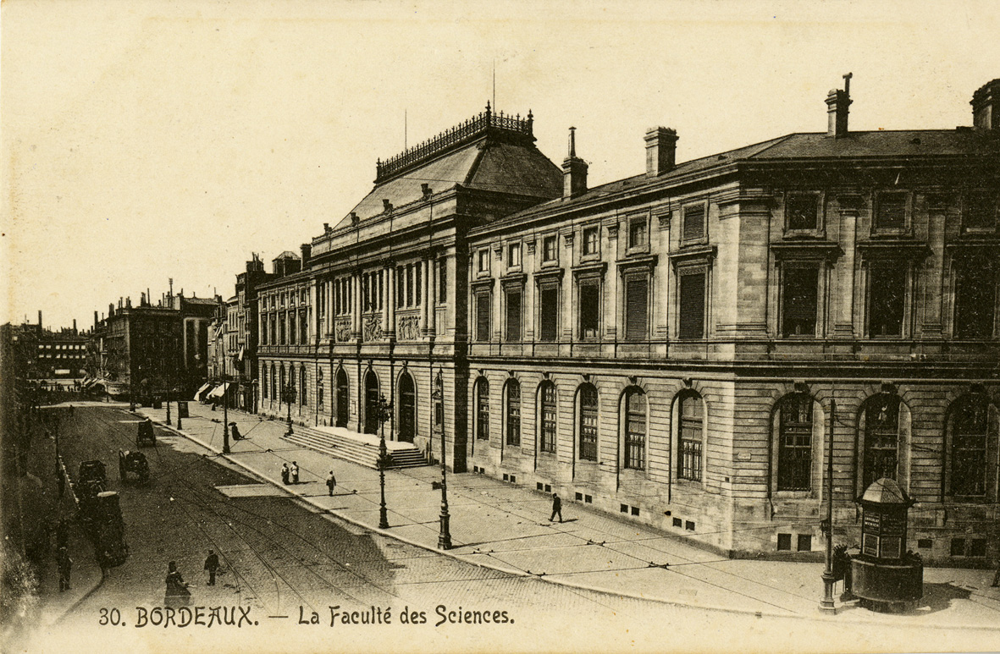 30. BORDEAUX. — La Faculté des Sciences.